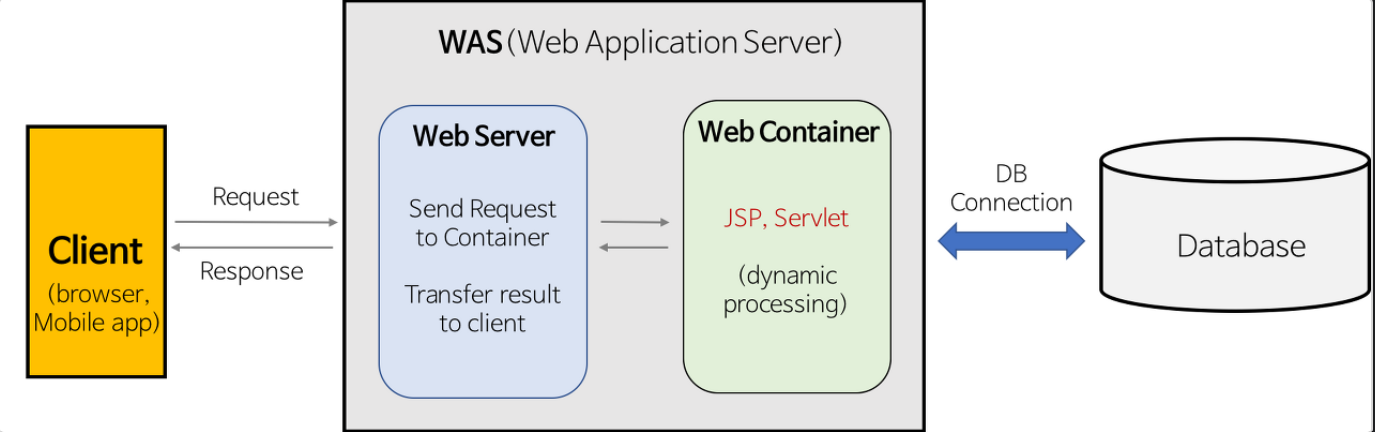 WAS(Web Application Server)
Client
(browser,
Mobile app)
Request
Response
Web Server
Send Request
to Container
Transfer result
to client
Web Container
JSP, Servlet
(dynamic
processing)
DB
Connection
Database